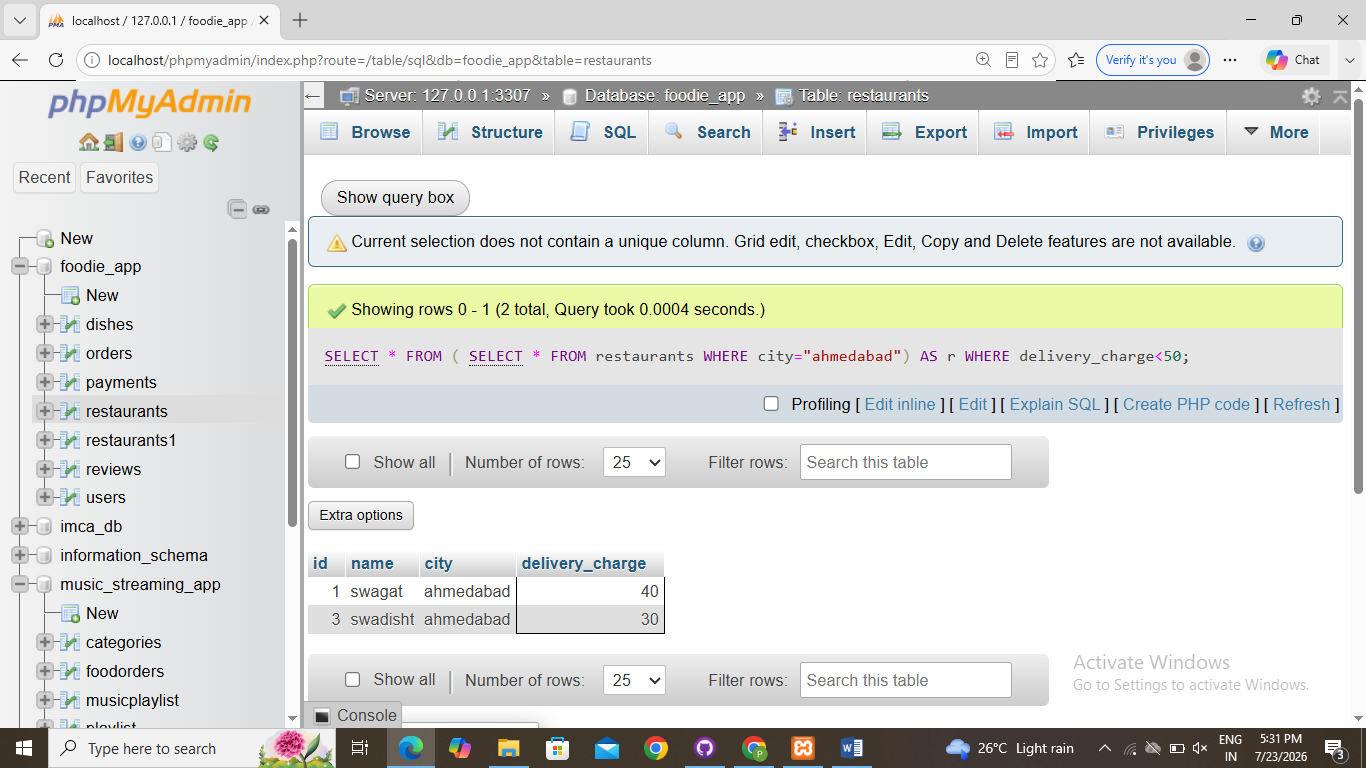 localhost / 127.0.0.1 / foodie_app
localhost/phpmyadmin/index.php?route=/table/sql&db=foodie_app&table=restaurants
Verify it's you
Chat
phpMyAdmin
Recent
Favorites
New
foodie_app
New
dishes
orders
payments
restaurants
restaurants1
reviews
users
imca_db
information_schema
music_streaming_app
New
categories
foodorders
musicplaylist
playlist
Server: 127.0.0.1:3307 » Database: foodie_app » Table: restaurants
Browse Structure SQL Search Insert Export Import Privileges More
Show query box
Current selection does not contain a unique column. Grid edit, checkbox, Edit, Copy and Delete features are not available.
Showing rows 0 - 1 (2 total, Query took 0.0004 seconds.)
SELECT * FROM ( SELECT * FROM restaurants WHERE city="ahmedabad") AS r WHERE delivery_charge<50;
Profiling [ Edit inline ] [ Edit ] [ Explain SQL ] [ Create PHP code ] [ Refresh ]
Show all Number of rows: 25 Filter rows: Search this table
Extra options
id name city delivery_charge
1 swagat ahmedabad 40
3 swadisht ahmedabad 30
Show all Number of rows: 25 Filter rows: Search this table
Console
Activate Windows
Go to Settings to activate Windows.
Type here to search
26°C Light rain
ENG
IN
5:31 PM
7/23/2026
3